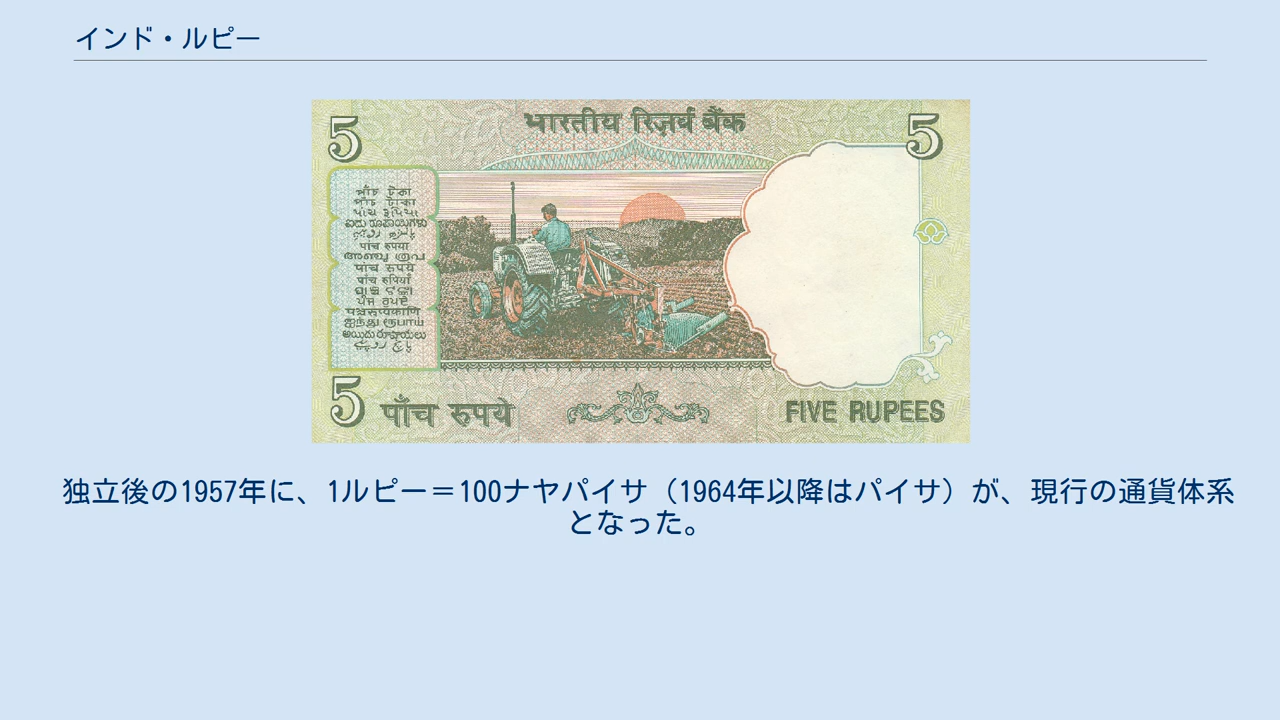 インド・ルピー
5
भारतीय रिज़र्व बैंक
5
पाँच रुपये
5
पाँच रुपये
FIVE RUPEES
独立後の1957年に、1ルピー＝100ナヤパイサ（1964年以降はパイサ）が、現行の通貨体系
となった。